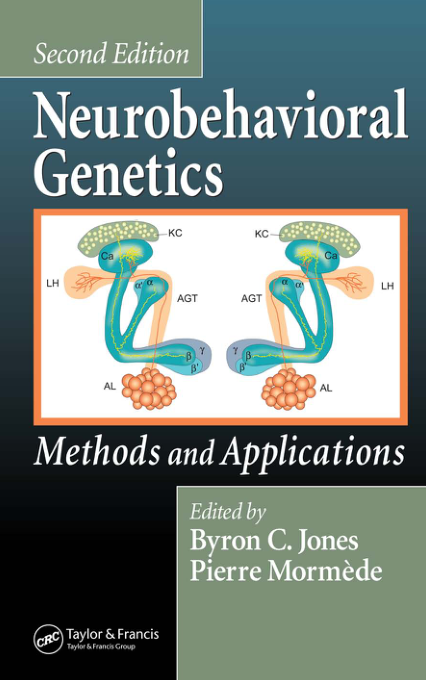 Second Edition
Neurobehavioral
Genetics
KC
KC
Ca
Ca
LH
LH
α'
α
α
α'
AGT
AGT
γ
γ
β
β
β'
β'
AL
AL
Methods and Applications
Edited by
Byron C. Jones
Pierre Mormède
CRC
Taylor & Francis
Taylor & Francis Group